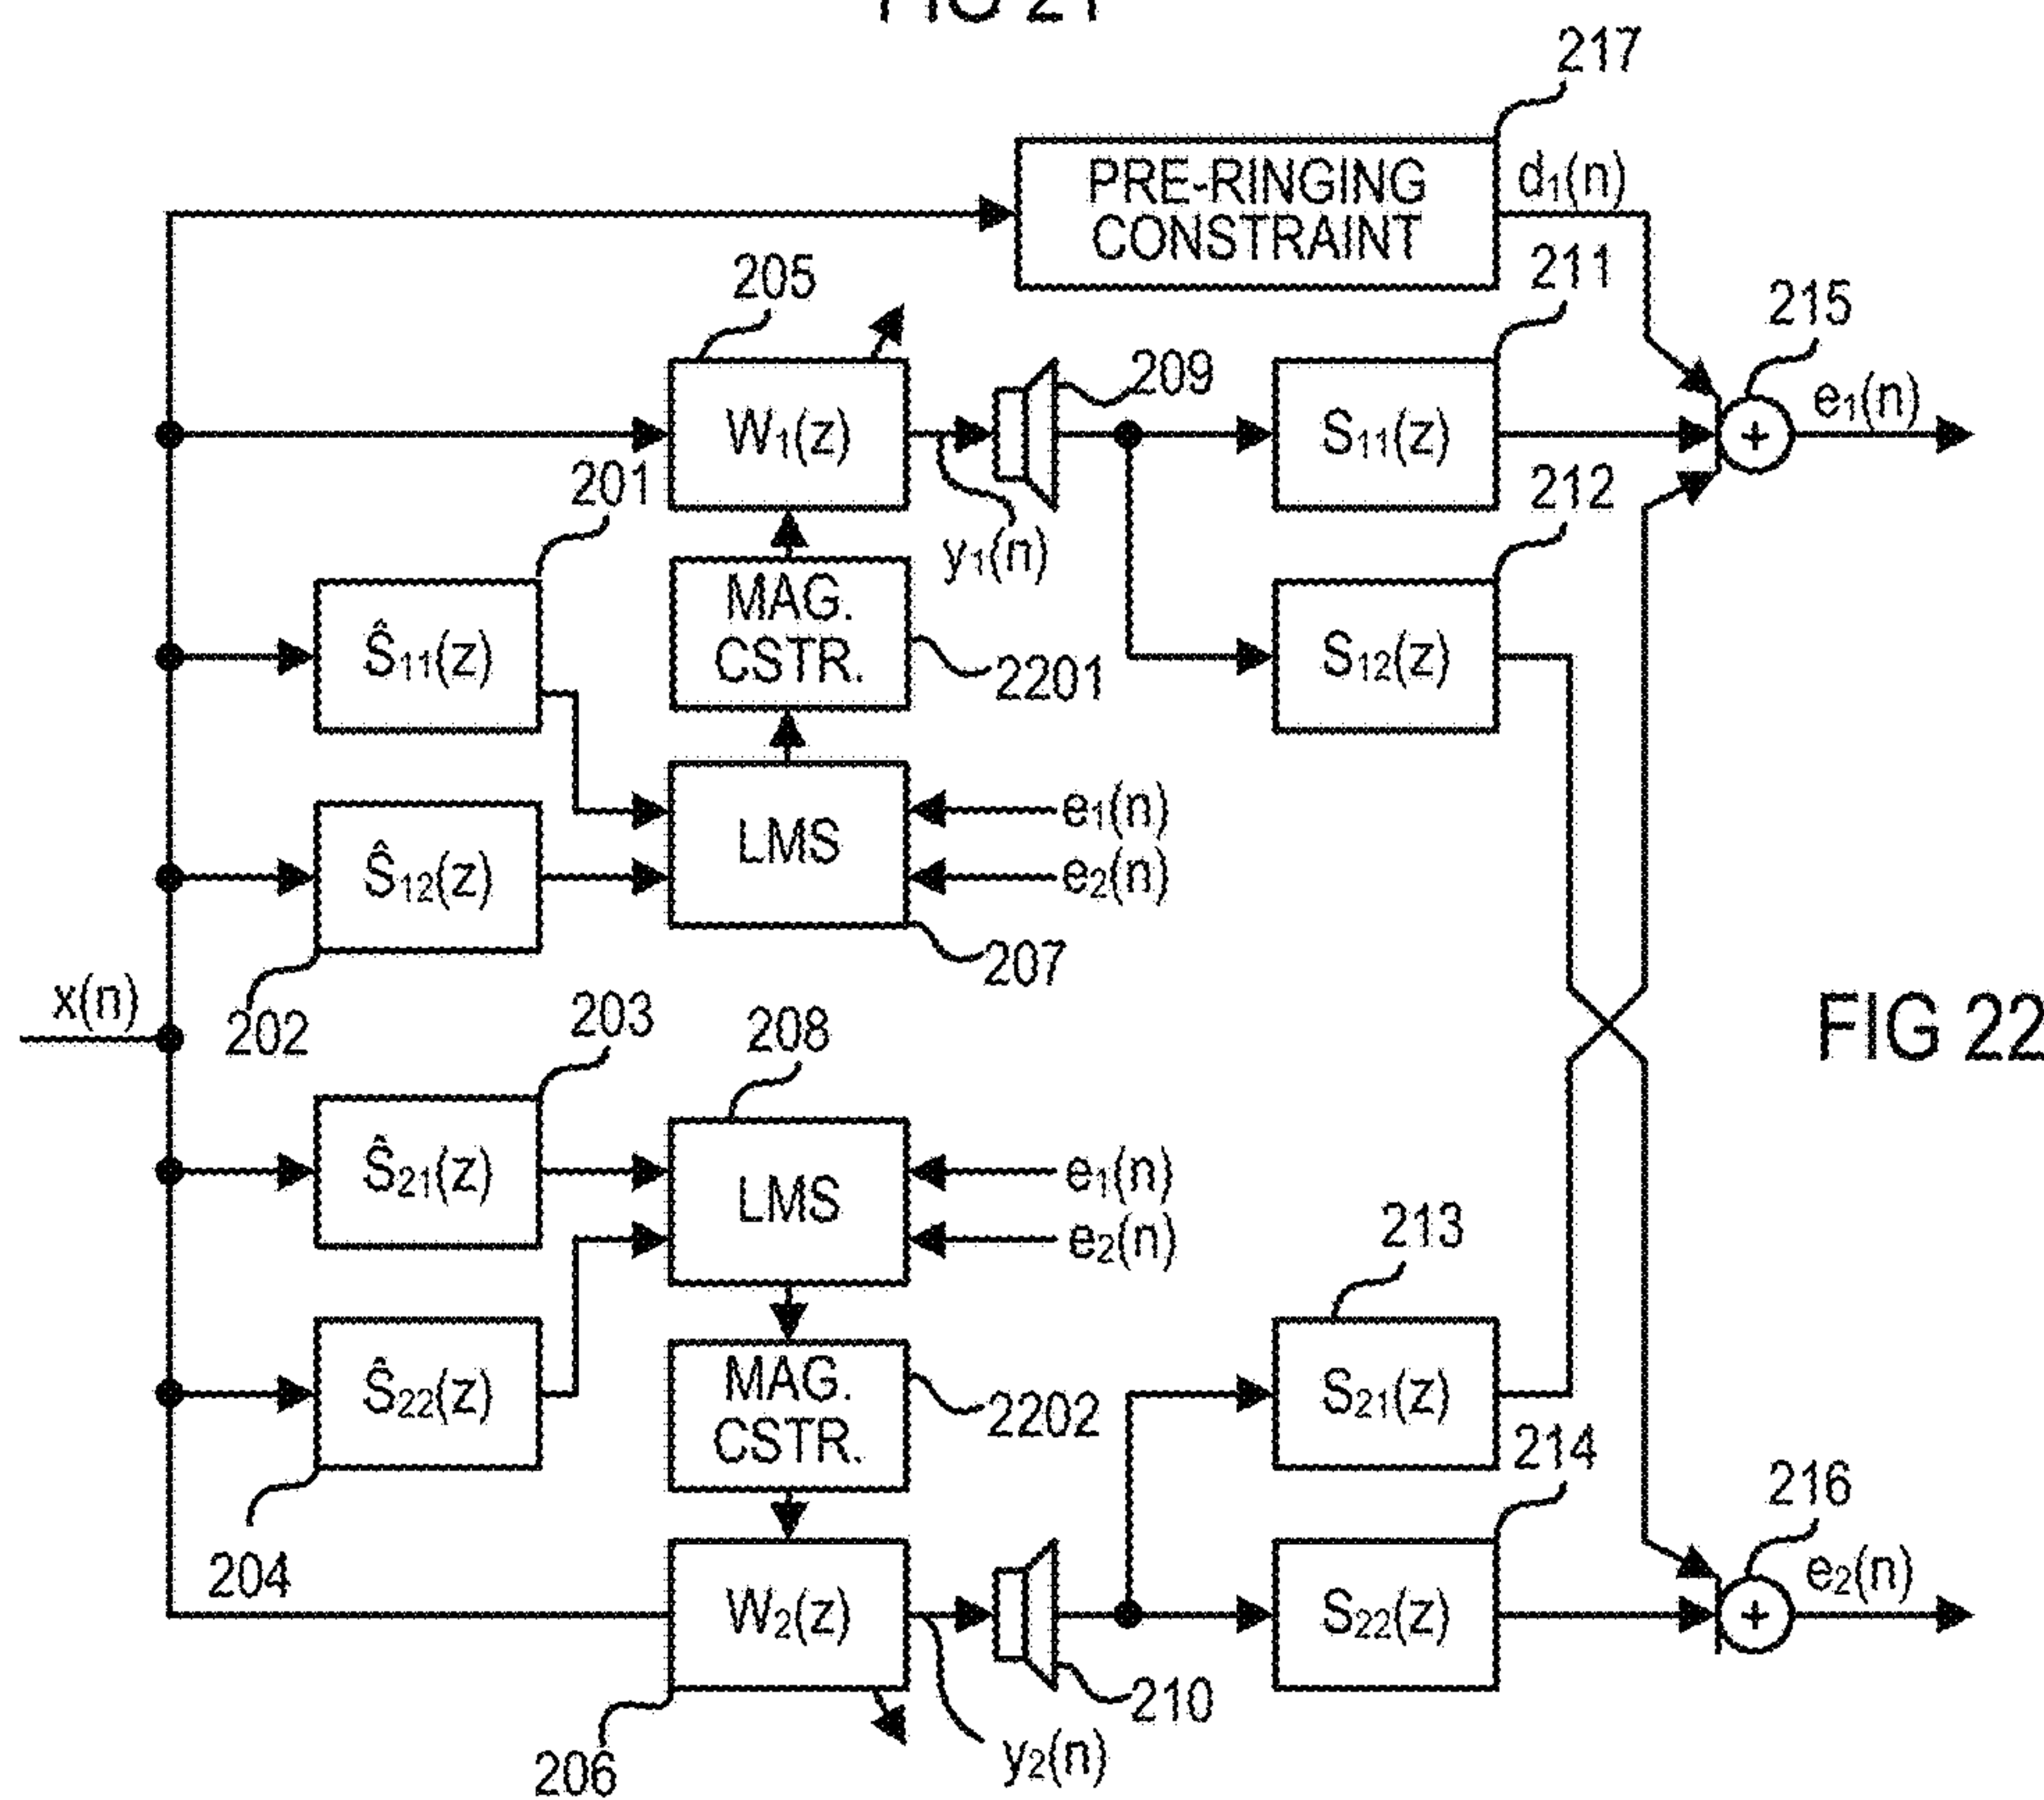 FIG 21
217
PRE-RINGING
CONSTRAINT
d₁(n)
211
205
215
209
W₁(z)
S₁₁(z)
e₁(n)
+
201
212
y₁(n)
MAG.
CSTR.
2201
Ŝ₁₁(z)
S₁₂(z)
LMS
e₁(n)
e₂(n)
Ŝ₁₂(z)
207
x(n)
202
203
208
FIG 22
Ŝ₂₁(z)
LMS
e₁(n)
e₂(n)
213
Ŝ₂₂(z)
MAG.
CSTR.
2202
S₂₁(z)
214
216
204
W₂(z)
S₂₂(z)
e₂(n)
+
210
206
y₂(n)